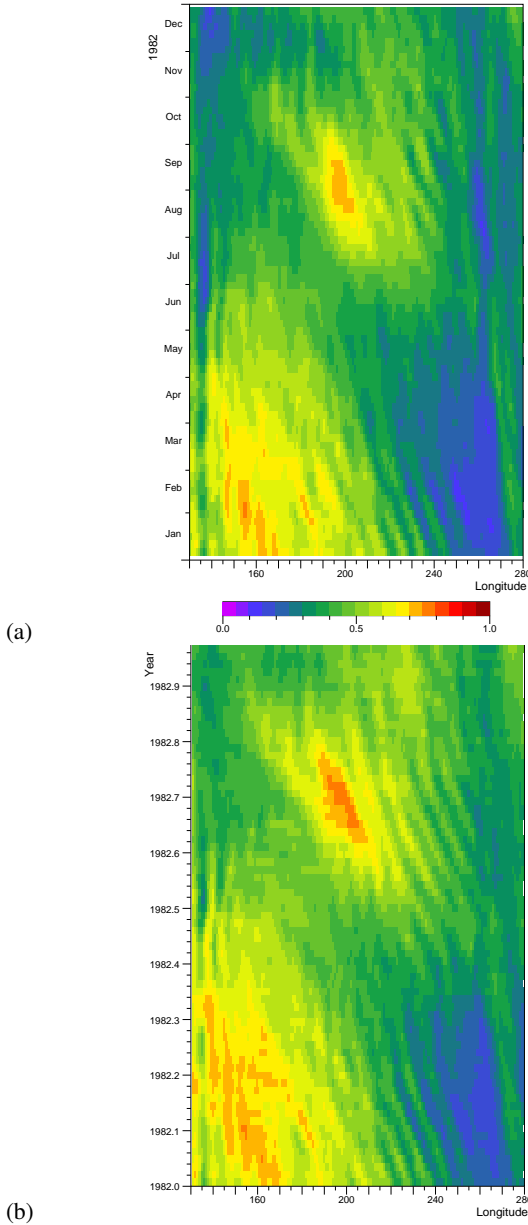 1982
Dec
Nov
Oct
Sep
Aug
Jul
Jun
May
Apr
Mar
Feb
Jan
160 200 240 280
Longitude
(a)
0.0 0.5 1.0
Year
1982.9
1982.8
1982.7
1982.6
1982.5
1982.4
1982.3
1982.2
1982.1
1982.0
160 200 240 280
Longitude
(b)